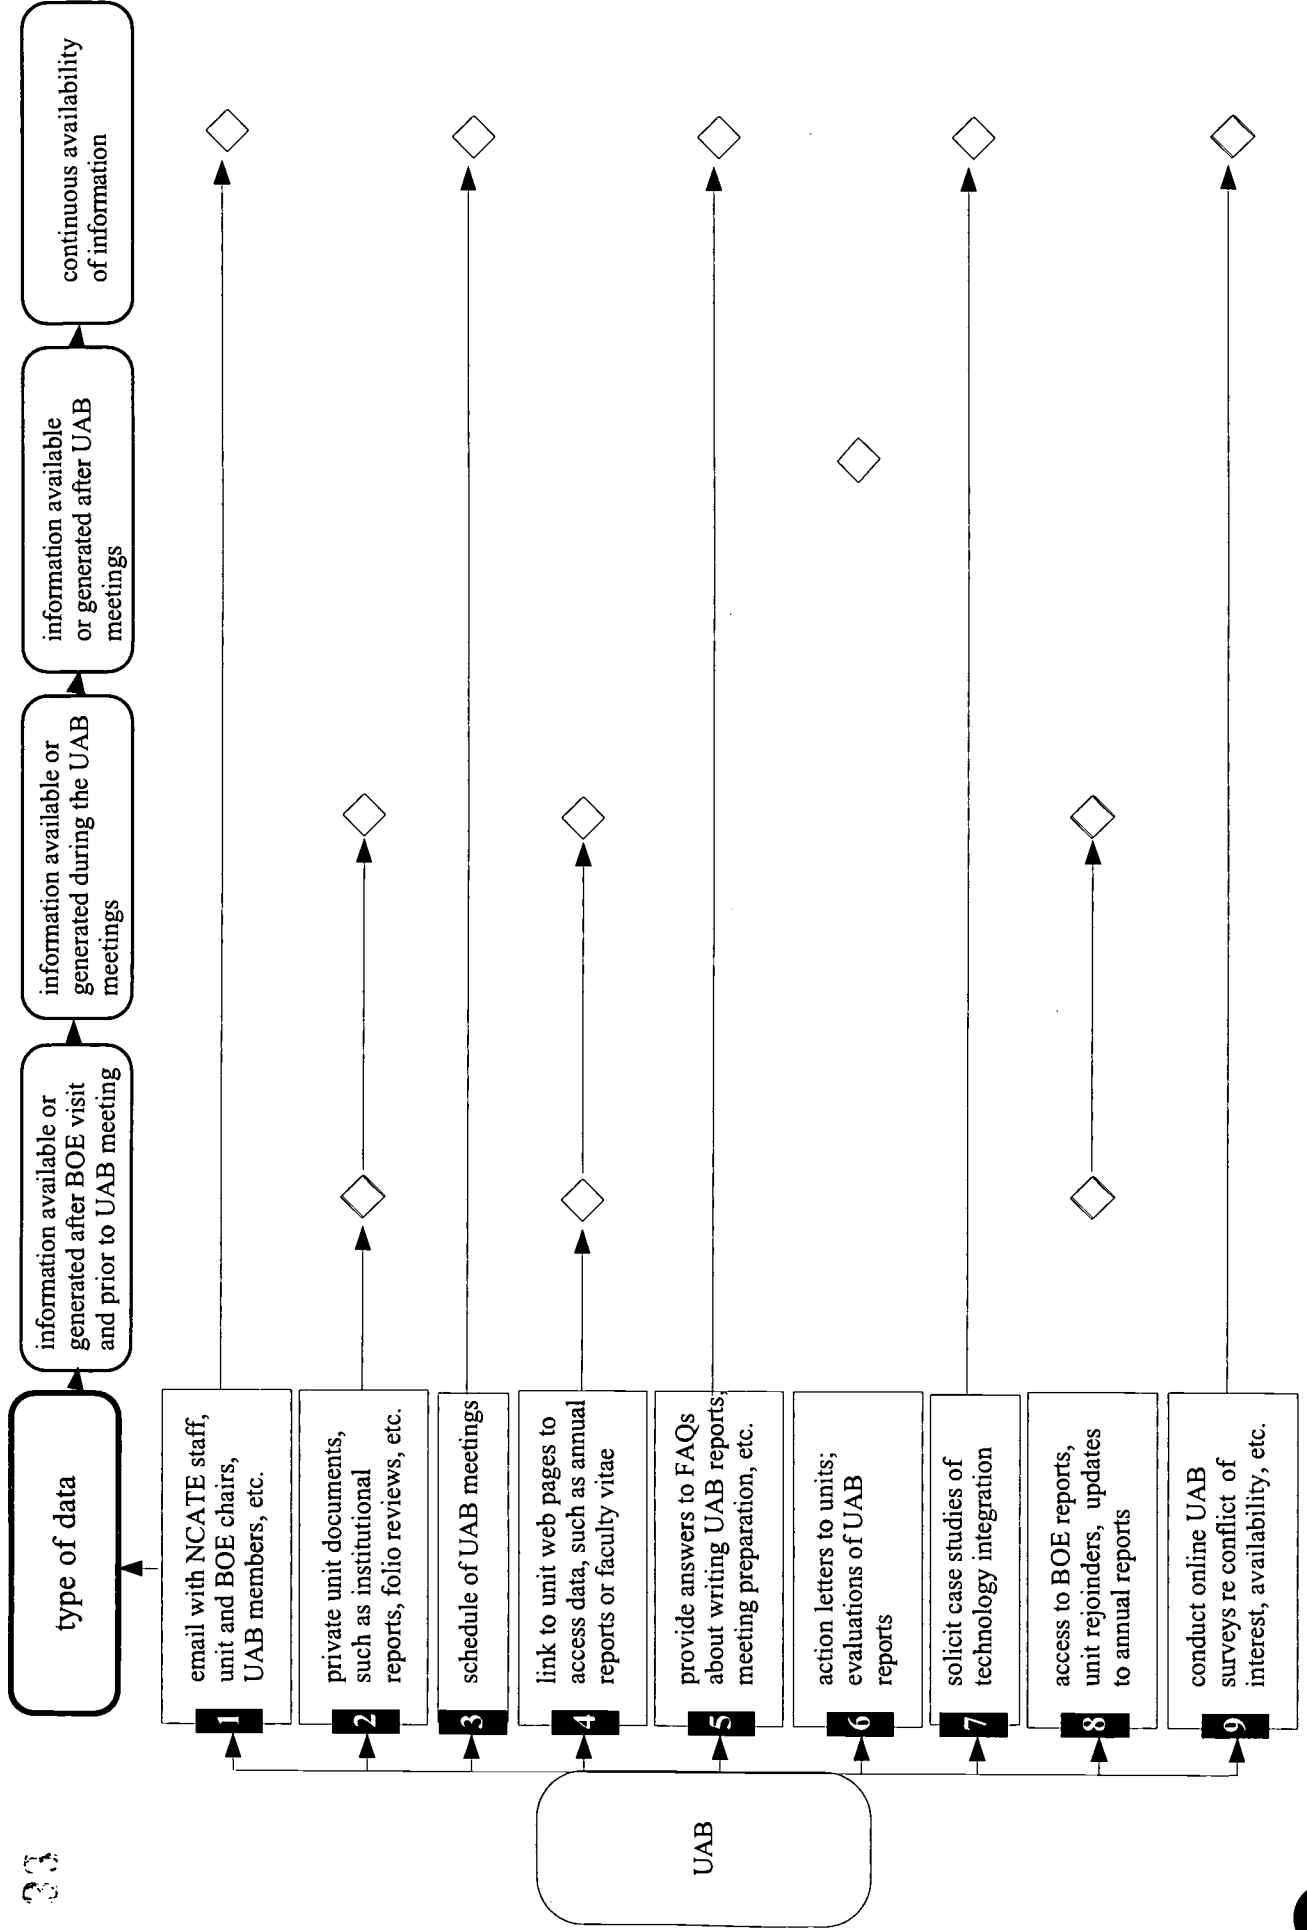 33
type of data
information available or
generated after BOE visit
and prior to UAB meeting
information available or
generated during the UAB
meetings
information available
or generated after UAB
meetings
continuous availability
of information
UAB
1
email with NCATE staff,
unit and BOE chairs,
UAB members, etc.
2
private unit documents,
such as institutional
reports, folio reviews, etc.
3
schedule of UAB meetings
4
link to unit web pages to
access data, such as annual
reports or faculty vitae
5
provide answers to FAQs
about writing UAB reports,
meeting preparation, etc.
6
action letters to units;
evaluations of UAB
reports
7
solicit case studies of
technology integration
8
access to BOE reports,
unit rejoinders, updates
to annual reports
9
conduct online UAB
surveys re conflict of
interest, availability, etc.